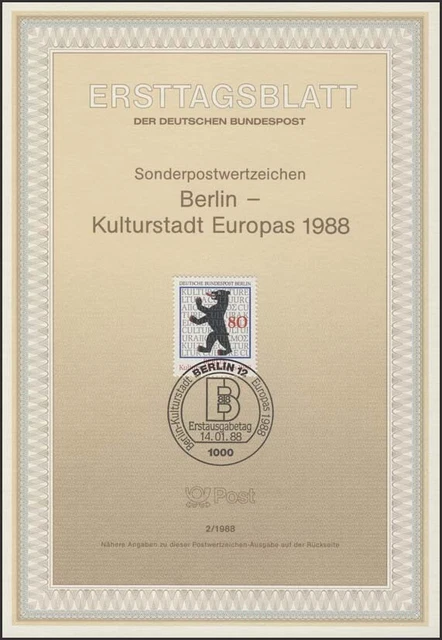 ERSTTAGSBLATT
DER DEUTSCHEN BUNDESPOST
Sonderpostwertzeichen
Berlin –
Kulturstadt Europas 1988
DEUTSCHE BUNDESPOST BERLIN
80
BERLIN 12
Berlin-Kulturstadt Europas 1988
Erstausgabetag
14.01.88
1000
Post
2/1988
Nähere Angaben zu dieser Postwertzeichen-Ausgabe auf der Rückseite